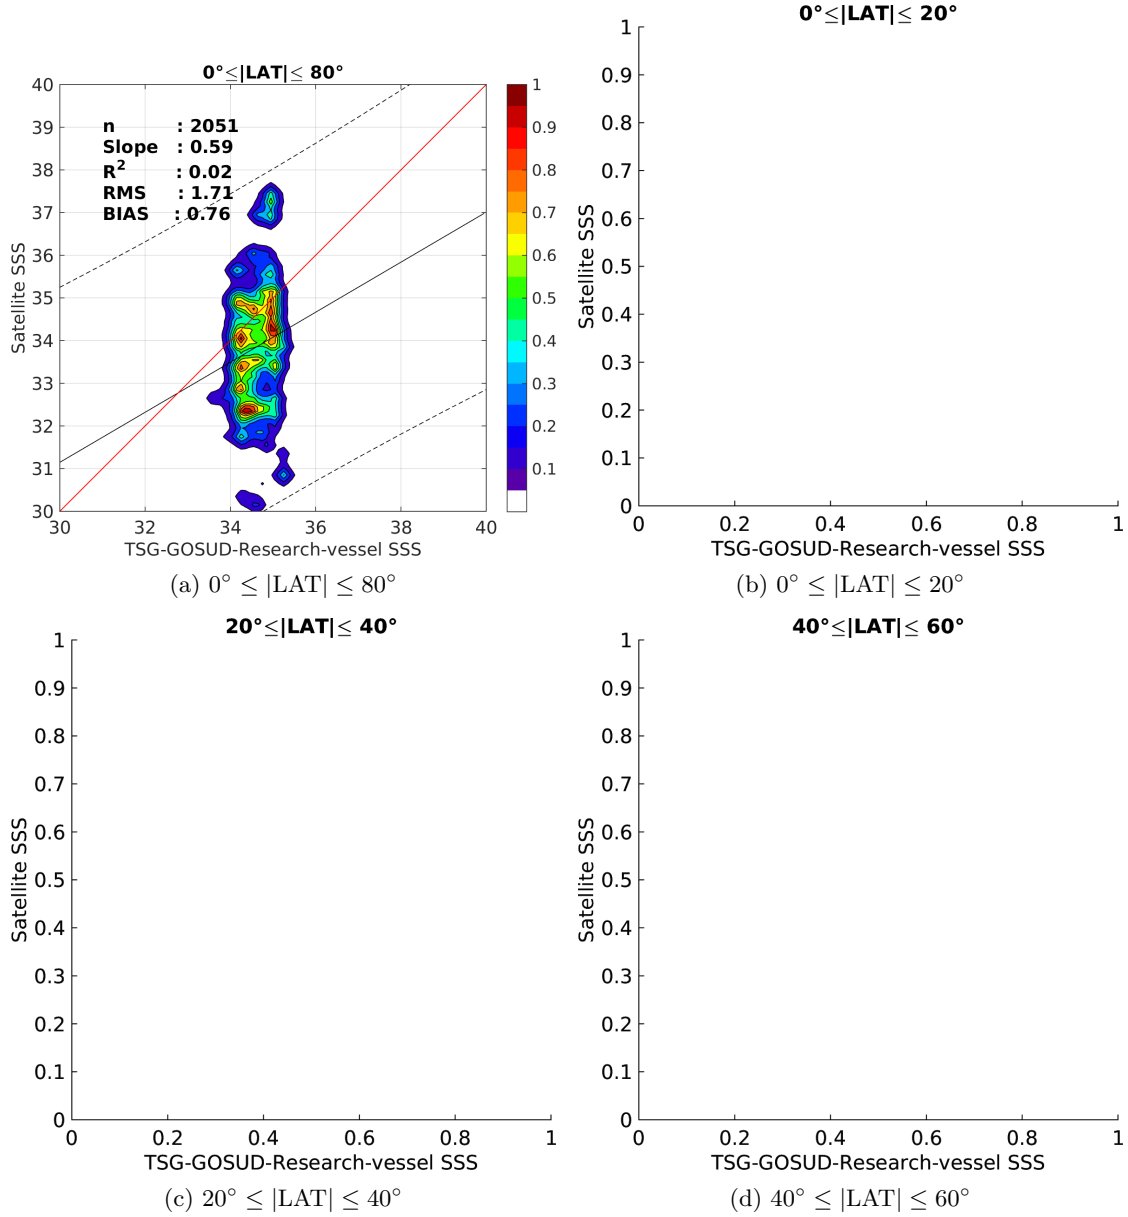 0°≤|LAT|≤ 80°
40
39
38
37
36
35
34
33
32
31
30
30 32 34 36 38 40
n : 2051
Slope : 0.59
R² : 0.02
RMS : 1.71
BIAS : 0.76
1
0.9
0.8
0.7
0.6
0.5
0.4
0.3
0.2
0.1
Satellite SSS
TSG-GOSUD-Research-vessel SSS
(a) 0° ≤ |LAT| ≤ 80°
0°≤|LAT|≤ 20°
1
0.9
0.8
0.7
0.6
0.5
0.4
0.3
0.2
0.1
0
0 0.2 0.4 0.6 0.8 1
Satellite SSS
TSG-GOSUD-Research-vessel SSS
(b) 0° ≤ |LAT| ≤ 20°
20°≤|LAT|≤ 40°
1
0.9
0.8
0.7
0.6
0.5
0.4
0.3
0.2
0.1
0
0 0.2 0.4 0.6 0.8 1
Satellite SSS
TSG-GOSUD-Research-vessel SSS
(c) 20° ≤ |LAT| ≤ 40°
40°≤|LAT|≤ 60°
1
0.9
0.8
0.7
0.6
0.5
0.4
0.3
0.2
0.1
0
0 0.2 0.4 0.6 0.8 1
Satellite SSS
TSG-GOSUD-Research-vessel SSS
(d) 40° ≤ |LAT| ≤ 60°